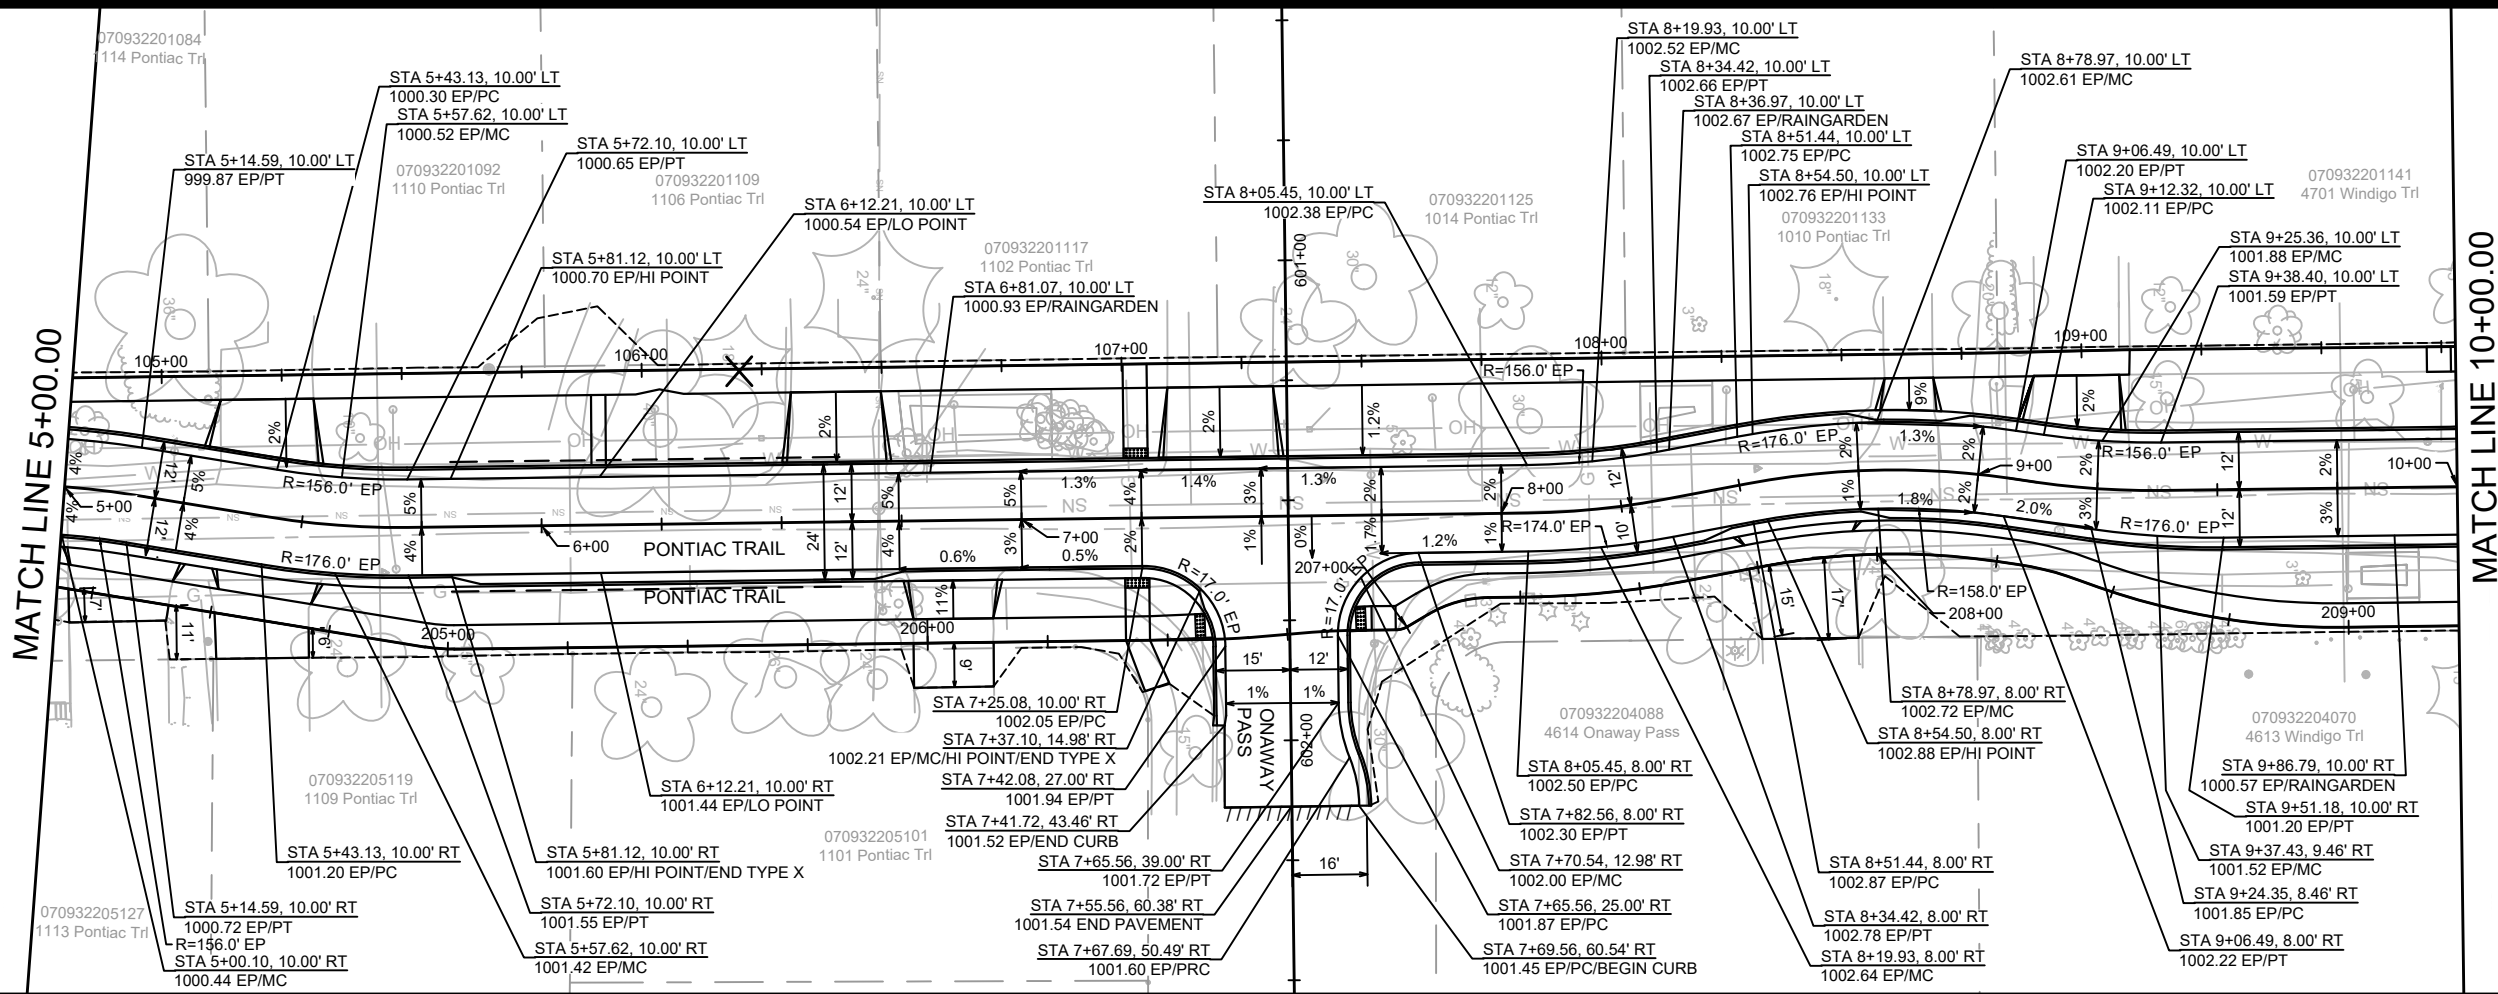 MATCH LINE 5+00.00
MATCH LINE 10+00.00
070932201084
1114 Pontiac Trl
STA 5+43.13, 10.00' LT
1000.30 EP/PC
STA 5+57.62, 10.00' LT
1000.52 EP/MC
STA 5+14.59, 10.00' LT
999.87 EP/PT
070932201092
1110 Pontiac Trl
STA 5+72.10, 10.00' LT
1000.65 EP/PT
070932201109
1106 Pontiac Trl
STA 6+12.21, 10.00' LT
1000.54 EP/LO POINT
STA 5+81.12, 10.00' LT
1000.70 EP/HI POINT
070932201117
1102 Pontiac Trl
STA 6+81.07, 10.00' LT
1000.93 EP/RAINGARDEN
STA 8+05.45, 10.00' LT
1002.38 EP/PC
070932201125
1014 Pontiac Trl
STA 8+19.93, 10.00' LT
1002.52 EP/MC
STA 8+34.42, 10.00' LT
1002.66 EP/PT
STA 8+36.97, 10.00' LT
1002.67 EP/RAINGARDEN
STA 8+51.44, 10.00' LT
1002.75 EP/PC
STA 8+54.50, 10.00' LT
1002.76 EP/HI POINT
070932201133
1010 Pontiac Trl
STA 8+78.97, 10.00' LT
1002.61 EP/MC
STA 9+06.49, 10.00' LT
1002.20 EP/PT
STA 9+12.32, 10.00' LT
1002.11 EP/PC
070932201141
4701 Windigo Trl
STA 9+25.36, 10.00' LT
1001.88 EP/MC
STA 9+38.40, 10.00' LT
1001.59 EP/PT
105+00
106+00
107+00
108+00
109+00
601+00
R=156.0' EP
R=156.0' EP
R=176.0' EP
R=156.0' EP
5+00
6+00
7+00
8+00
9+00
10+00
PONTIAC TRAIL
PONTIAC TRAIL
R=176.0' EP
R=174.0' EP
R=176.0' EP
R=158.0' EP
R=17.0' EP
R=17.0' EP
1.3%
1.4%
1.3%
1.3%
1.8%
2.0%
0.6%
0.5%
1.2%
205+00
206+00
207+00
208+00
209+00
15'
12'
1%
1%
ONAWAY
PASS
602+00
16'
STA 7+25.08, 10.00' RT
1002.05 EP/PC
STA 7+37.10, 14.98' RT
1002.21 EP/MC/HI POINT/END TYPE X
STA 7+42.08, 27.00' RT
1001.94 EP/PT
STA 7+41.72, 43.46' RT
1001.52 EP/END CURB
STA 7+65.56, 39.00' RT
1001.72 EP/PT
STA 7+55.56, 60.38' RT
1001.54 END PAVEMENT
STA 7+67.69, 50.49' RT
1001.60 EP/PRC
070932205119
1109 Pontiac Trl
STA 6+12.21, 10.00' RT
1001.44 EP/LO POINT
070932205101
1101 Pontiac Trl
STA 5+43.13, 10.00' RT
1001.20 EP/PC
STA 5+81.12, 10.00' RT
1001.60 EP/HI POINT/END TYPE X
STA 5+72.10, 10.00' RT
1001.55 EP/PT
STA 5+57.62, 10.00' RT
1001.42 EP/MC
070932205127
1113 Pontiac Trl
STA 5+14.59, 10.00' RT
1000.72 EP/PT
R=156.0' EP
STA 5+00.10, 10.00' RT
1000.44 EP/MC
070932204088
4614 Onaway Pass
STA 8+05.45, 8.00' RT
1002.50 EP/PC
STA 7+82.56, 8.00' RT
1002.30 EP/PT
STA 7+70.54, 12.98' RT
1002.00 EP/MC
STA 7+65.56, 25.00' RT
1001.87 EP/PC
STA 7+69.56, 60.54' RT
1001.45 EP/PC/BEGIN CURB
STA 8+78.97, 8.00' RT
1002.72 EP/MC
STA 8+54.50, 8.00' RT
1002.88 EP/HI POINT
STA 8+51.44, 8.00' RT
1002.87 EP/PC
STA 8+34.42, 8.00' RT
1002.78 EP/PT
STA 8+19.93, 8.00' RT
1002.64 EP/MC
070932204070
4613 Windigo Trl
STA 9+86.79, 10.00' RT
1000.57 EP/RAINGARDEN
STA 9+51.18, 10.00' RT
1001.20 EP/PT
STA 9+37.43, 9.46' RT
1001.52 EP/MC
STA 9+24.35, 8.46' RT
1001.85 EP/PC
STA 9+06.49, 8.00' RT
1002.22 EP/PT